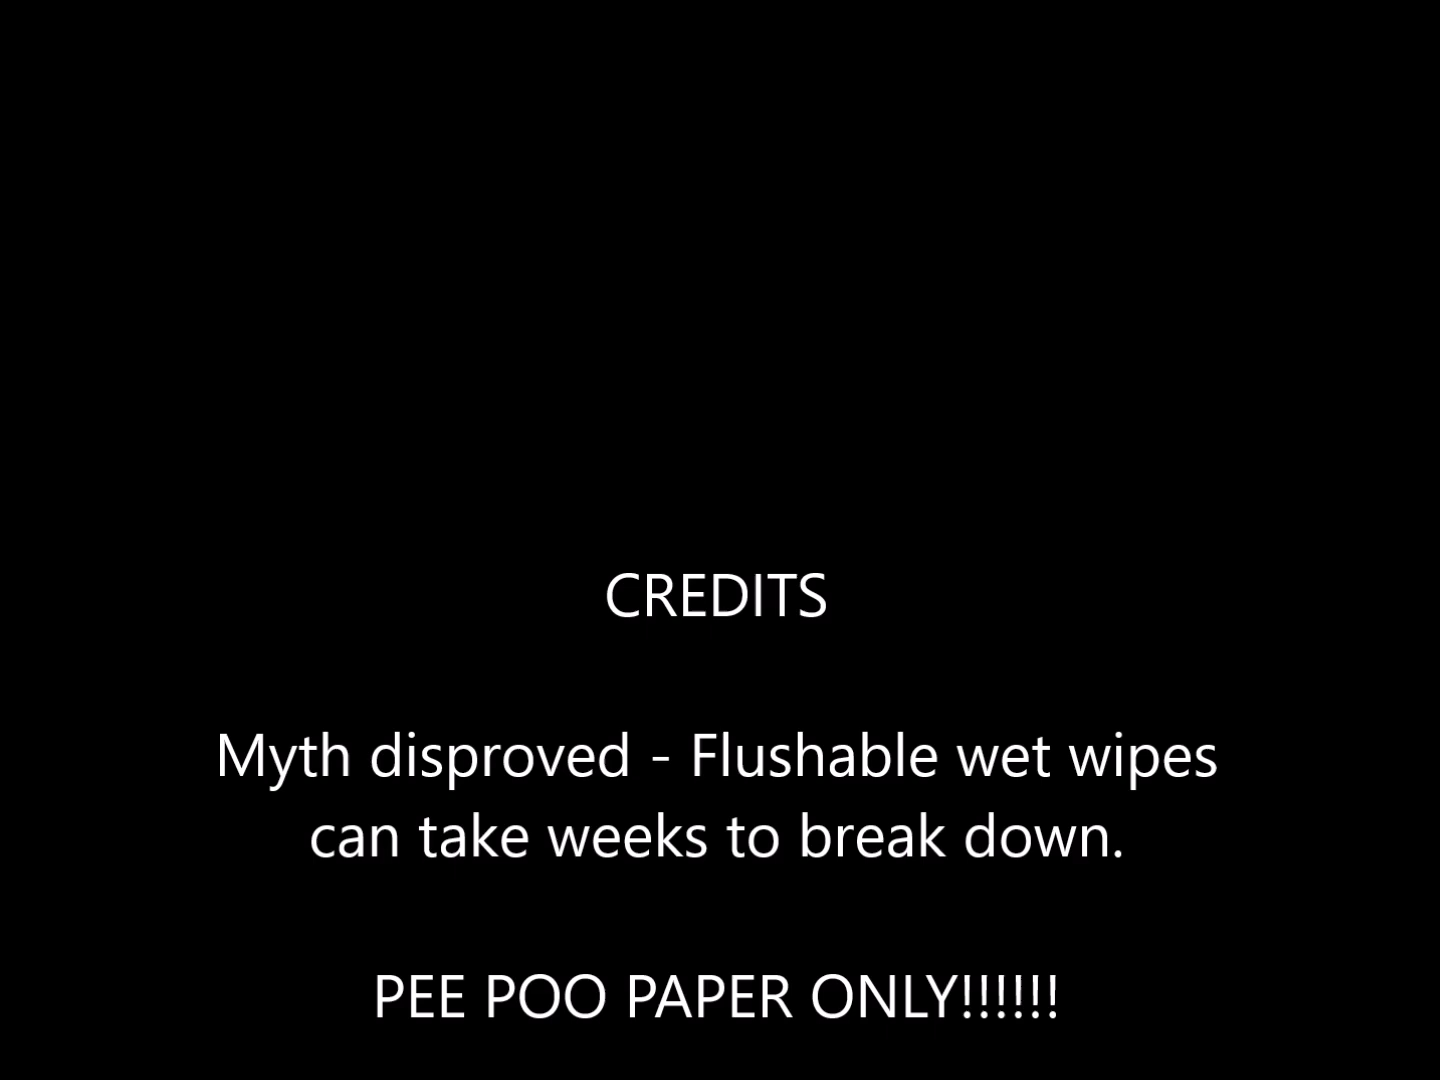 CREDITS
Myth disproved - Flushable wet wipes
can take weeks to break down.
PEE POO PAPER ONLY!!!!!!